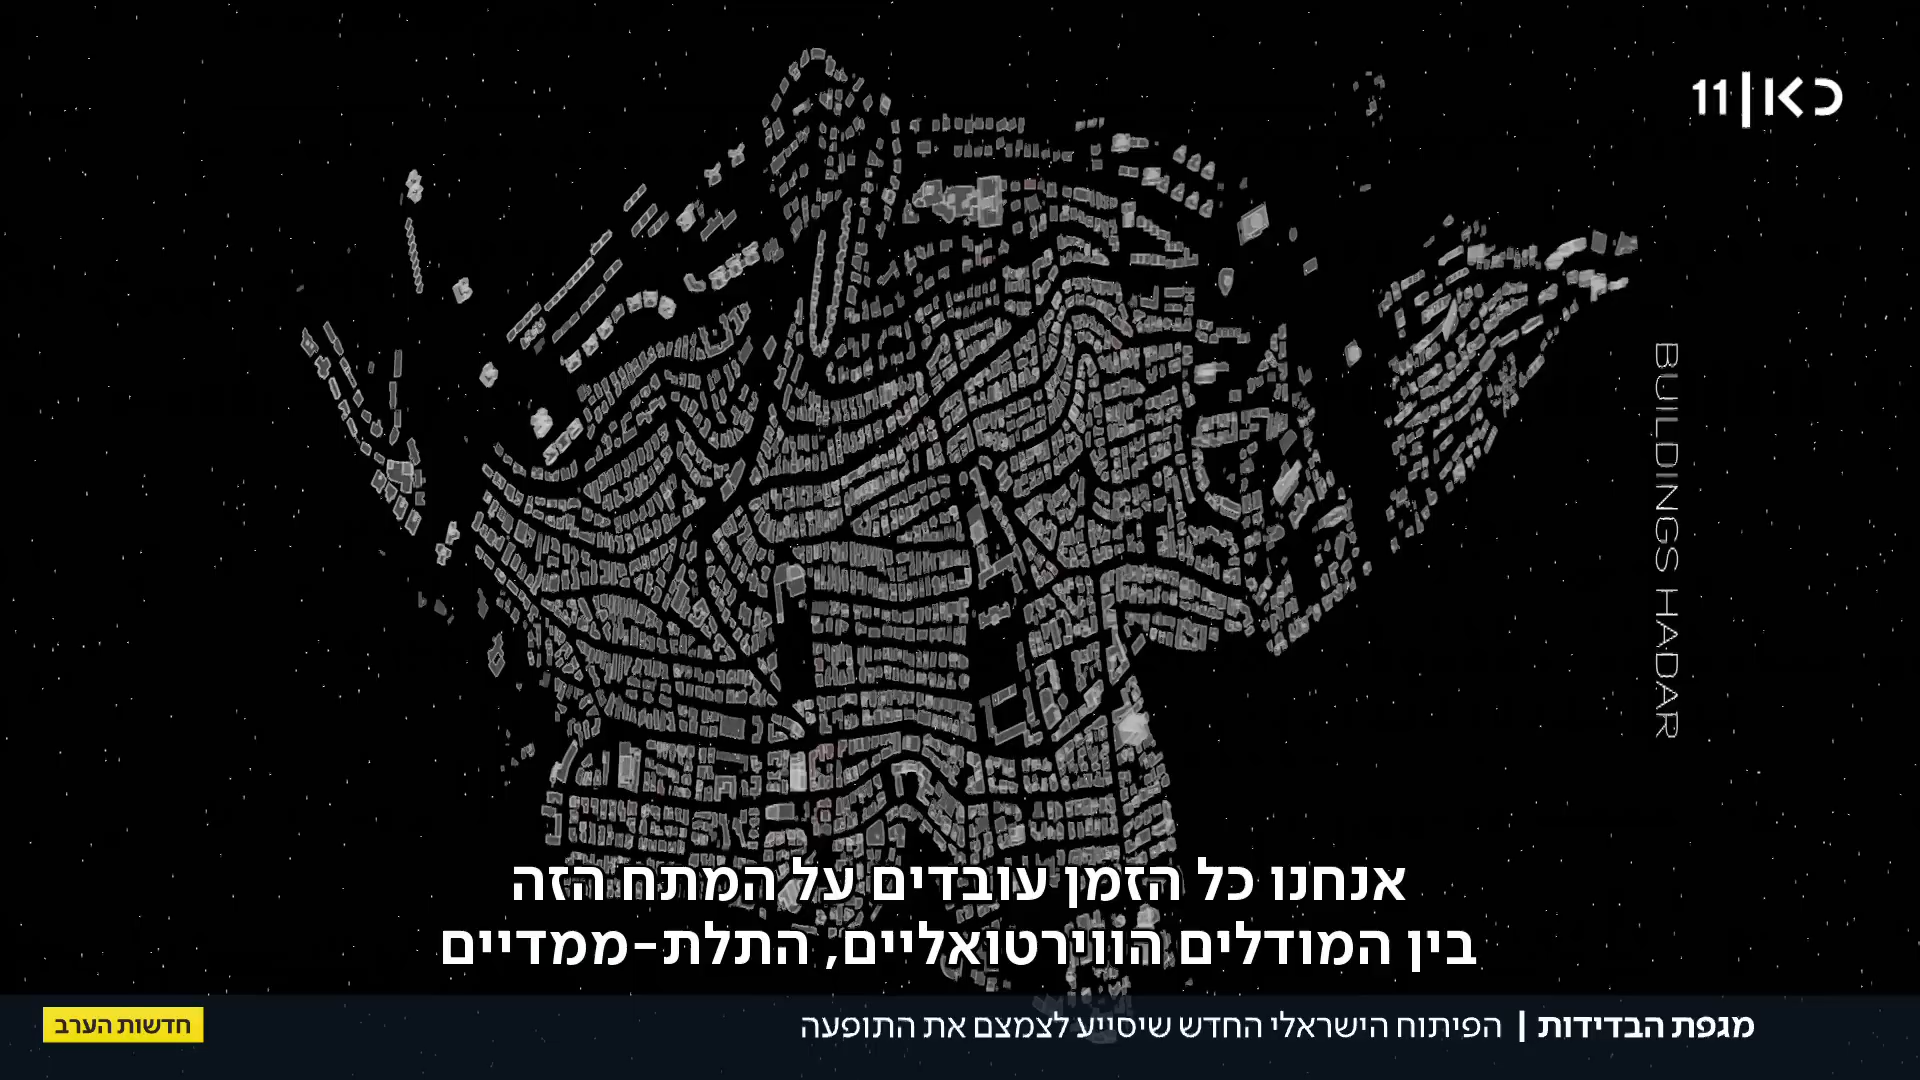 כאן|11
BUILDINGS HADAR
אנחנו כל הזמן עובדים על המתח הזה
בין המודלים הווירטואליים, התלת-ממדיים
מגפת הבדידות | הפיתוח הישראלי החדש שיסייע לצמצם את התופעה
חדשות הערב